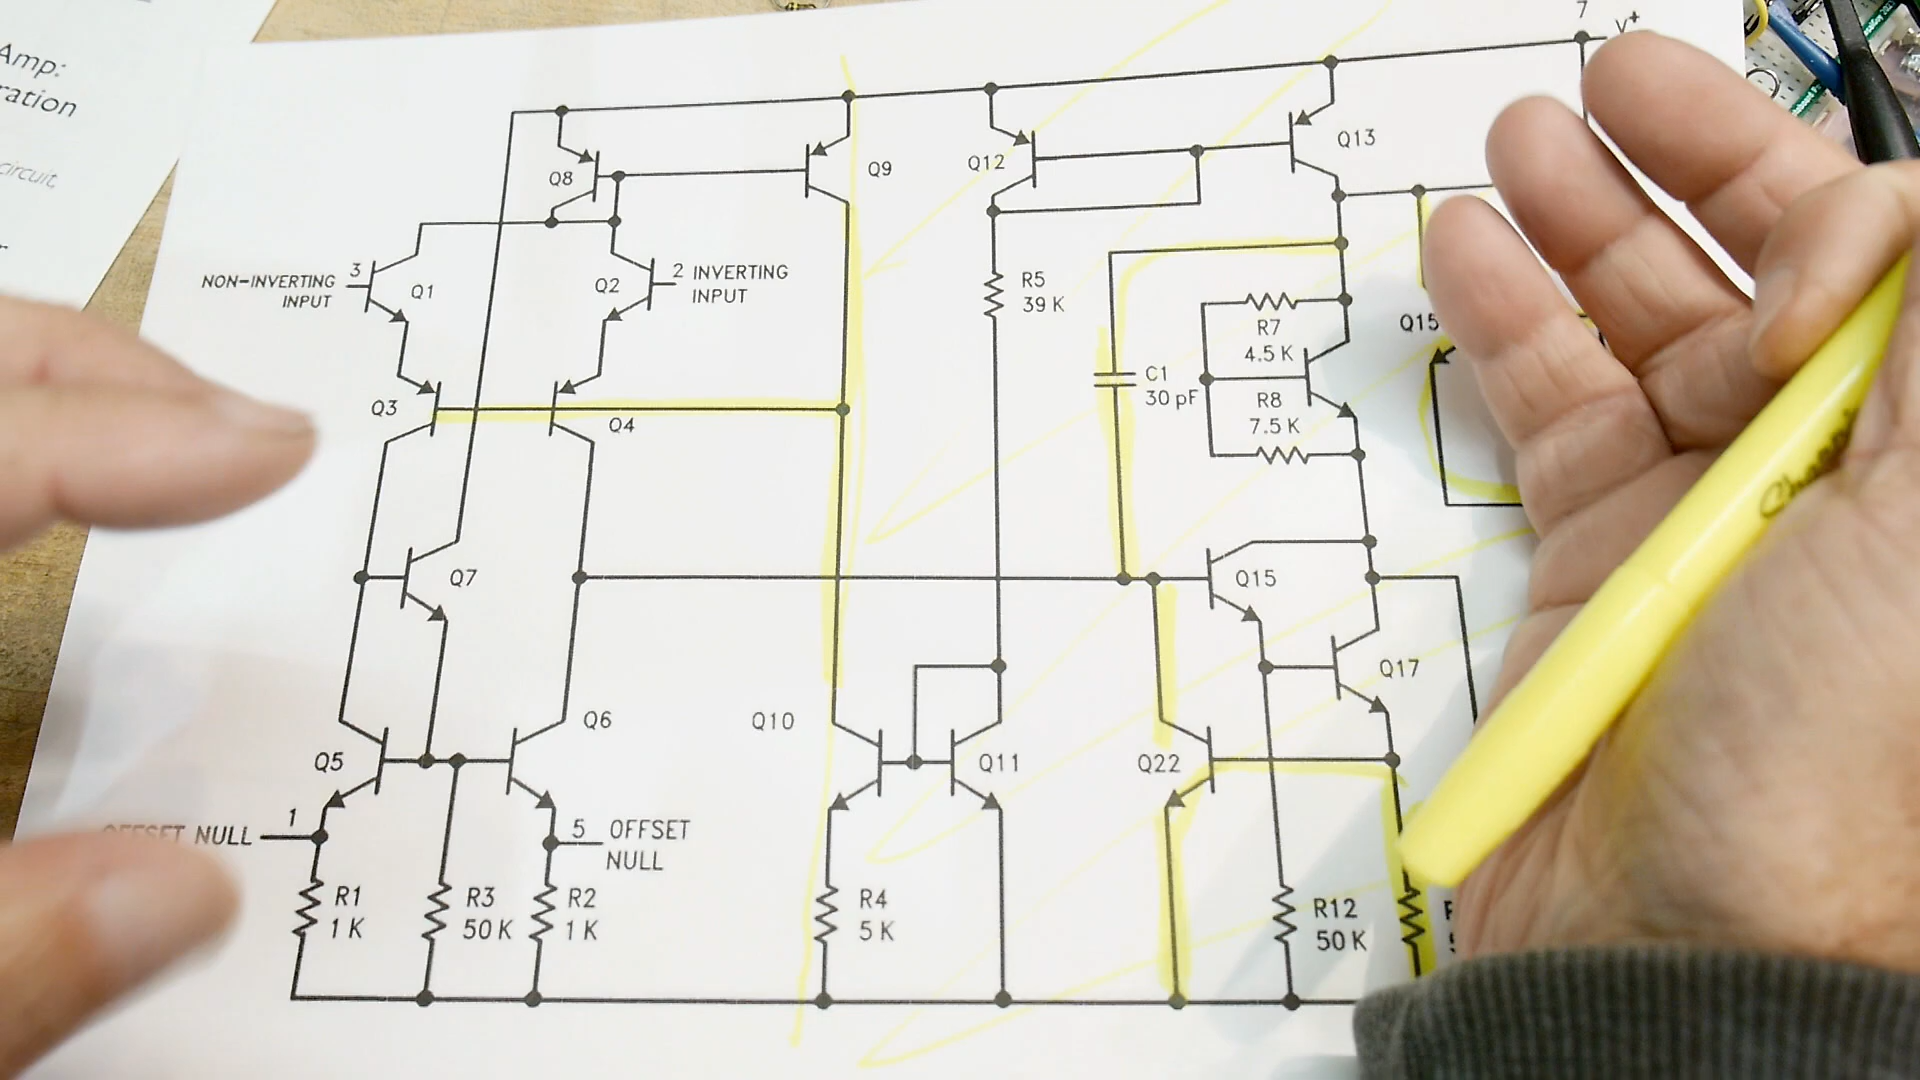 Amp:
ration
circuit
7
V+
Q13
Q12
Q9
Q8
NON-INVERTING
INPUT
3
Q1
Q2
2 INVERTING
INPUT
R5
39 K
R7
4.5 K
Q15
C1
30 pF
R8
7.5 K
Q3
Q4
Sharpie
Q7
Q15
Q17
Q6
Q10
Q5
Q11
Q22
OFFSET NULL
1
5 OFFSET
NULL
R1
1 K
R3
50 K
R2
1 K
R4
5 K
R12
50 K